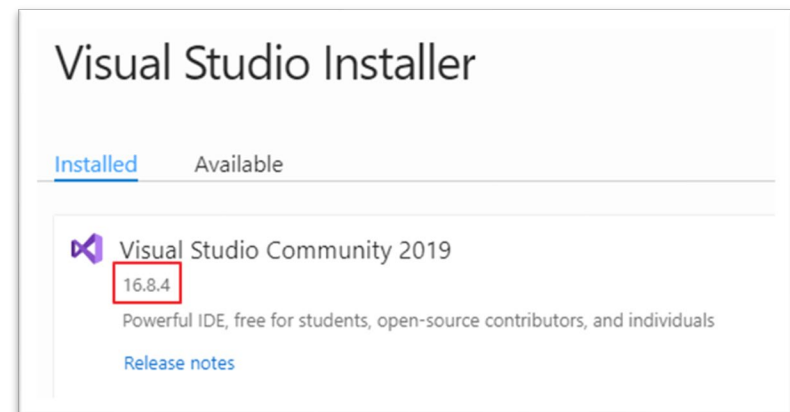 Visual Studio Installer
Installed Available
Visual Studio Community 2019
16.8.4
Powerful IDE, free for students, open-source contributors, and individuals
Release notes